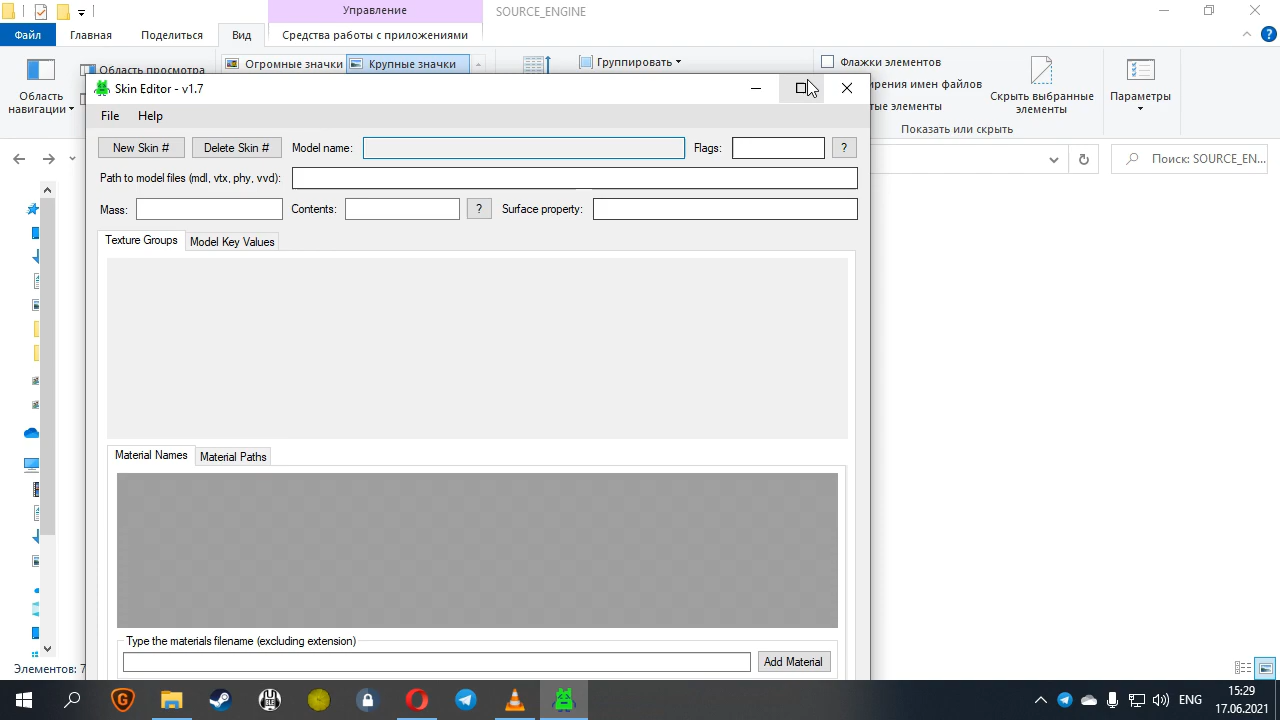 Управление
SOURCE_ENGINE
Файл
Главная
Поделиться
Вид
Средства работы с приложениями
Область навигации
Область просмотра
Огромные значки
Крупные значки
Группировать
Флажки элементов
имен файлов
элементы
Скрыть выбранные элементы
Параметры
Показать или скрыть
Поиск: SOURCE_EN...
Skin Editor - v1.7
File
Help
New Skin #
Delete Skin #
Model name:
Flags:
?
Path to model files (mdl, vtx, phy, vvd):
Mass:
Contents:
?
Surface property:
Texture Groups
Model Key Values
Material Names
Material Paths
Type the materials filename (excluding extension)
Add Material
Элементов: 7
ENG
15:29
17.06.2021